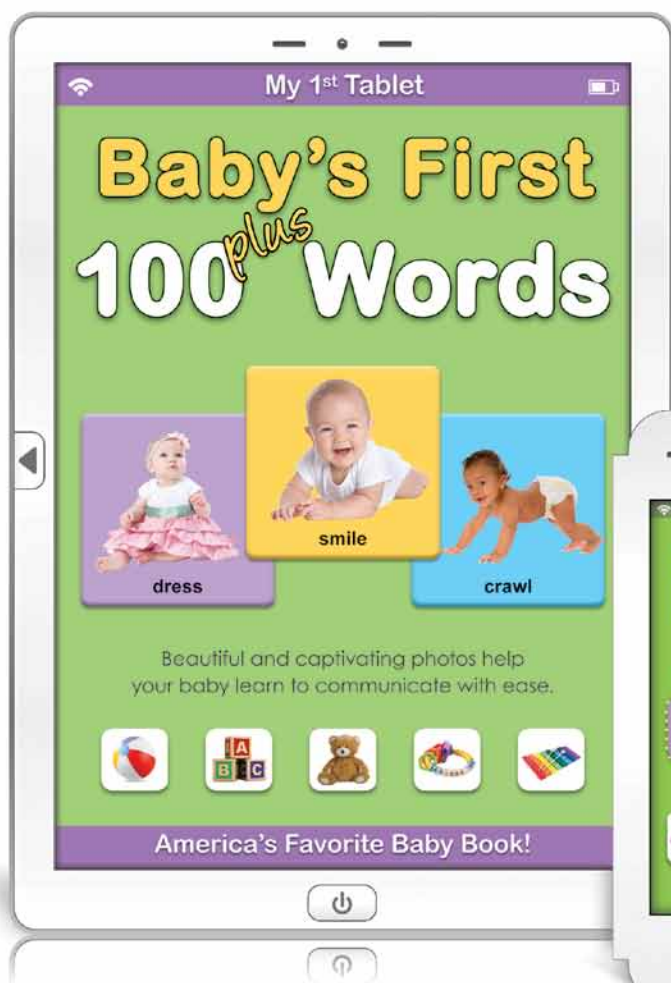 My 1st Tablet
Baby's First
plus
100 Words
dress
smile
crawl
Beautiful and captivating photos help
your baby learn to communicate with ease.
A
B C
America's Favorite Baby Book!